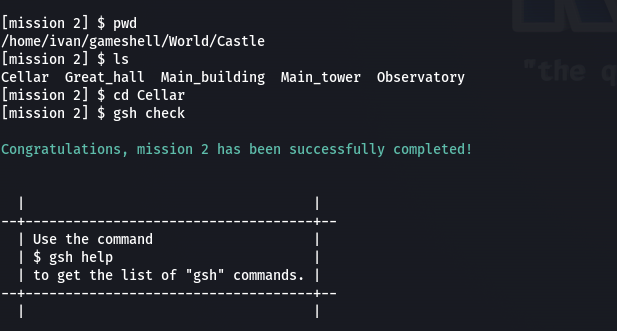 [mission 2] $ pwd
/home/ivan/gameshell/World/Castle
[mission 2] $ ls
Cellar  Great_hall  Main_building  Main_tower  Observatory
[mission 2] $ cd Cellar
[mission 2] $ gsh check
Congratulations, mission 2 has been successfully completed!
Use the command
$ gsh help
to get the list of "gsh" commands.
"the q